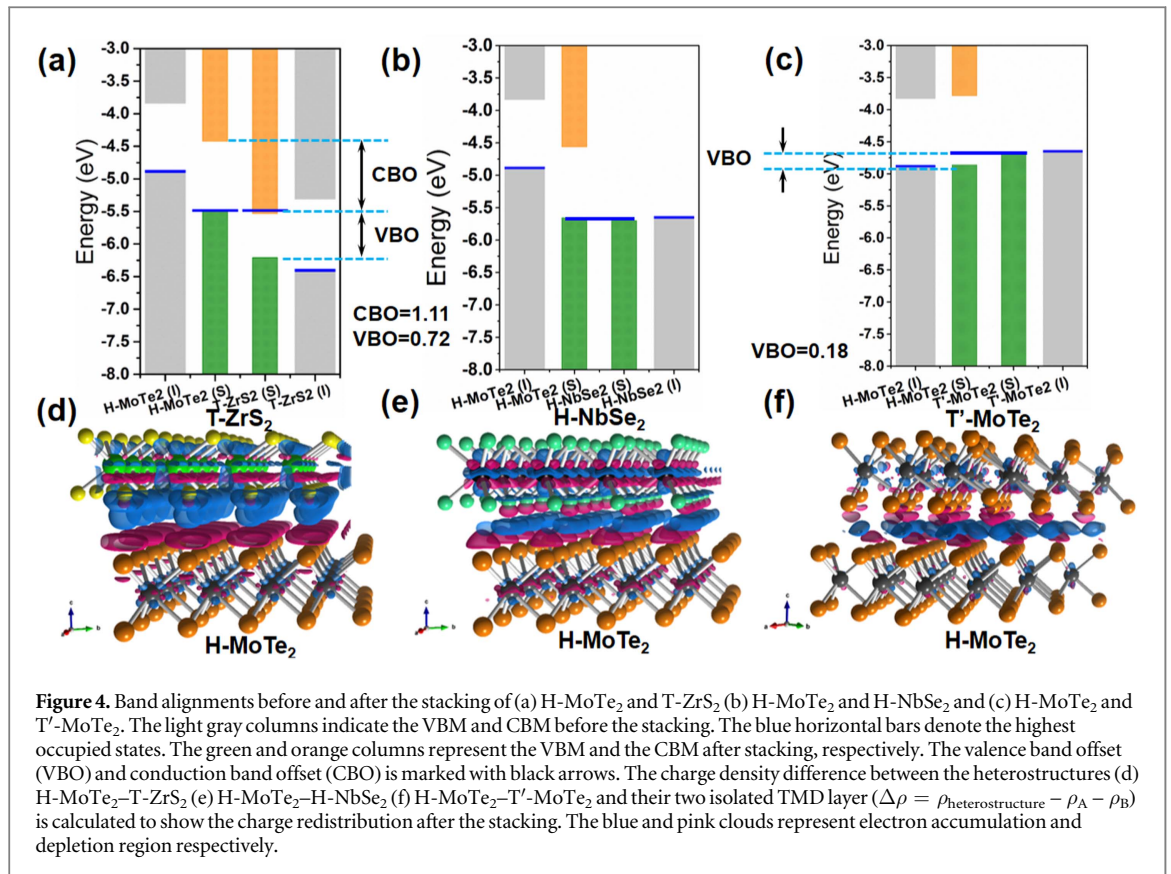 (a)
-3.0
-3.5
-4.0
-4.5
-5.0
-5.5
-6.0
-6.5
-7.0
-7.5
-8.0
Energy (eV)
H-MoTe2 (I)
H-MoTe2 (S)
T-ZrS2 (S)
T-ZrS2 (I)
CBO
VBO
CBO=1.11
VBO=0.72
(b)
-3.0
-3.5
-4.0
-4.5
-5.0
-5.5
-6.0
-6.5
-7.0
-7.5
-8.0
Energy (eV)
H-MoTe2 (I)
H-MoTe2 (S)
H-NbSe2 (S)
H-NbSe2 (I)
(c)
VBO
-3.0
-3.5
-4.0
-4.5
-5.0
-5.5
-6.0
-6.5
-7.0
-7.5
-8.0
Energy (eV)
VBO=0.18
H-MoTe2 (I)
H-MoTe2 (S)
T'-MoTe2 (S)
T'-MoTe2 (I)
(d)
T-ZrS₂
c
a
b
H-MoTe₂
(e)
H-NbSe₂
c
a
b
H-MoTe₂
(f)
T'-MoTe₂
c
a
b
H-MoTe₂
Figure 4. Band alignments before and after the stacking of (a) H-MoTe₂ and T-ZrS₂ (b) H-MoTe₂ and H-NbSe₂ and (c) H-MoTe₂ and
T′-MoTe₂. The light gray columns indicate the VBM and CBM before the stacking. The blue horizontal bars denote the highest
occupied states. The green and orange columns represent the VBM and the CBM after stacking, respectively. The valence band offset
(VBO) and conduction band offset (CBO) is marked with black arrows. The charge density difference between the heterostructures (d)
H-MoTe₂–T-ZrS₂ (e) H-MoTe₂–H-NbSe₂ (f) H-MoTe₂–T′-MoTe₂ and their two isolated TMD layer (Δρ = ρheterostructure − ρA − ρB)
is calculated to show the charge redistribution after the stacking. The blue and pink clouds represent electron accumulation and
depletion region respectively.